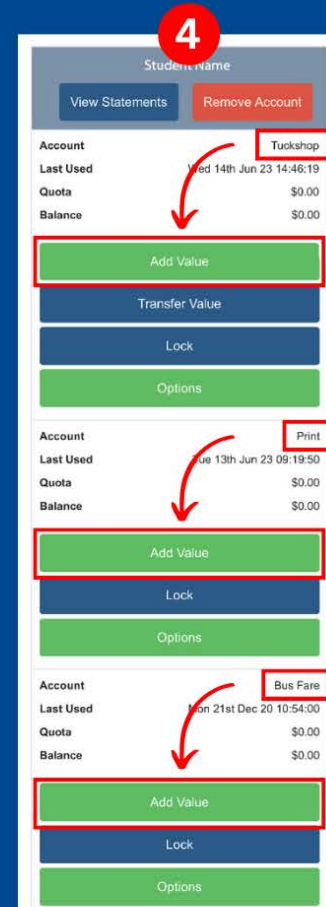 4
Student Name
View Statements Remove Account
Account Tuckshop
Last Used Wed 14th Jun 23 14:46:19
Quota $0.00
Balance $0.00
Add Value
Transfer Value
Lock
Options
Account Print
Last Used Tue 13th Jun 23 09:19:50
Quota $0.00
Balance $0.00
Add Value
Lock
Options
Account Bus Fare
Last Used Mon 21st Dec 20 10:54:00
Quota $0.00
Balance $0.00
Add Value
Lock
Options